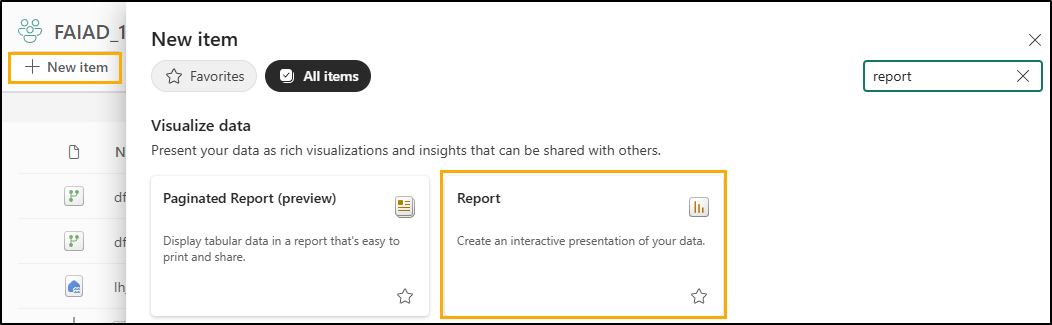 FAIAD_1
New item
New item
Favorites
All items
report
Visualize data
Present your data as rich visualizations and insights that can be shared with others.
N
Paginated Report (preview)
Report
df
Display tabular data in a report that's easy to
print and share.
Create an interactive presentation of your data.
df
lh